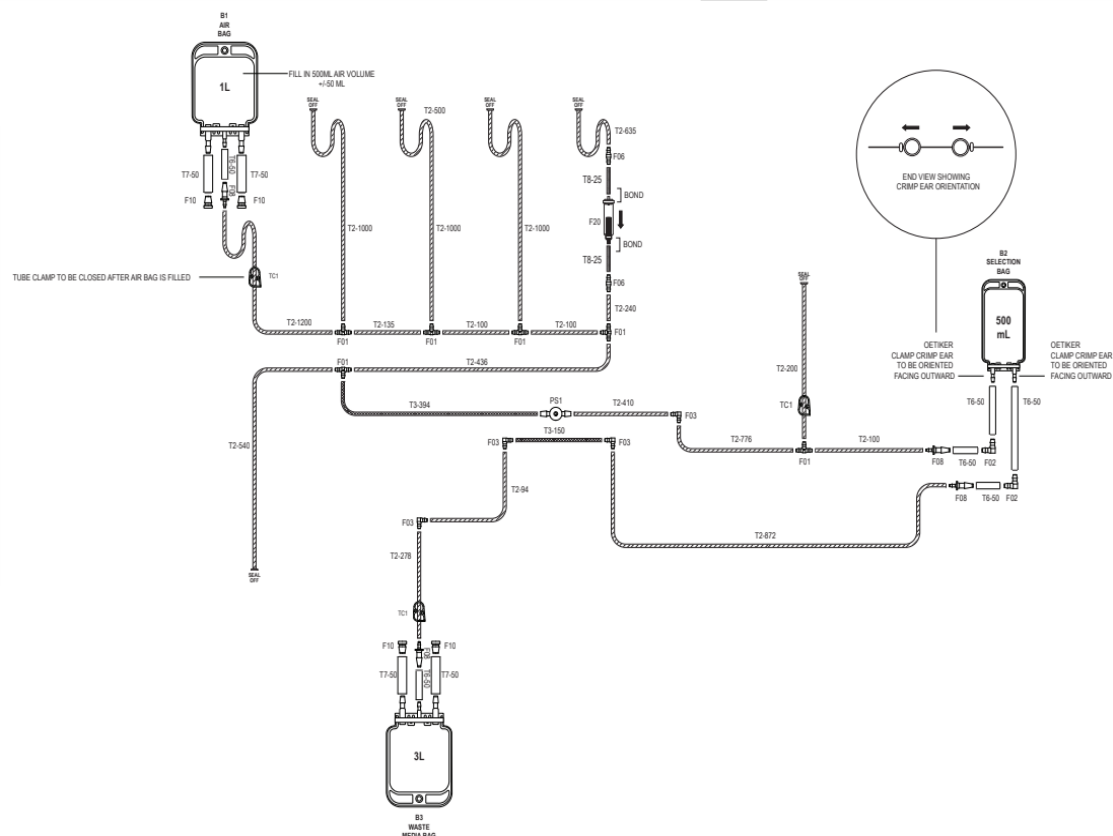 B1
AIR
BAG
1L
FILL IN 500ML AIR VOLUME
+/-50 ML
T7-50
T6-50
F08
T7-50
F10
F10
TUBE CLAMP TO BE CLOSED AFTER AIR BAG IS FILLED
TC1
SEAL
OFF
T2-500
SEAL
OFF
SEAL
OFF
SEAL
OFF
T2-635
F06
T8-25
BOND
F20
BOND
T8-25
F06
T2-240
T2-1000
T2-1000
T2-1000
T2-1200
F01
T2-135
F01
T2-100
F01
T2-100
F01
END VIEW SHOWING
CRIMP EAR ORIENTATION
B2
SELECTION
BAG
500
mL
OETIKER
CLAMP CRIMP EAR
TO BE ORIENTED
FACING OUTWARD
OETIKER
CLAMP CRIMP EAR
TO BE ORIENTED
FACING OUTWARD
SEAL
OFF
T2-200
TC1
F01
T2-436
T3-394
PS1
T2-410
F03
T2-776
F01
T2-100
F08
T6-50
F02
T6-50
T6-50
T2-540
SEAL
OFF
F03
T3-150
F03
T2-94
F03
T2-872
F08
T6-50
F02
T2-278
TC1
F10
F08
F10
T7-50
T6-50
T7-50
3L
B3
WASTE
MEDIA BAG